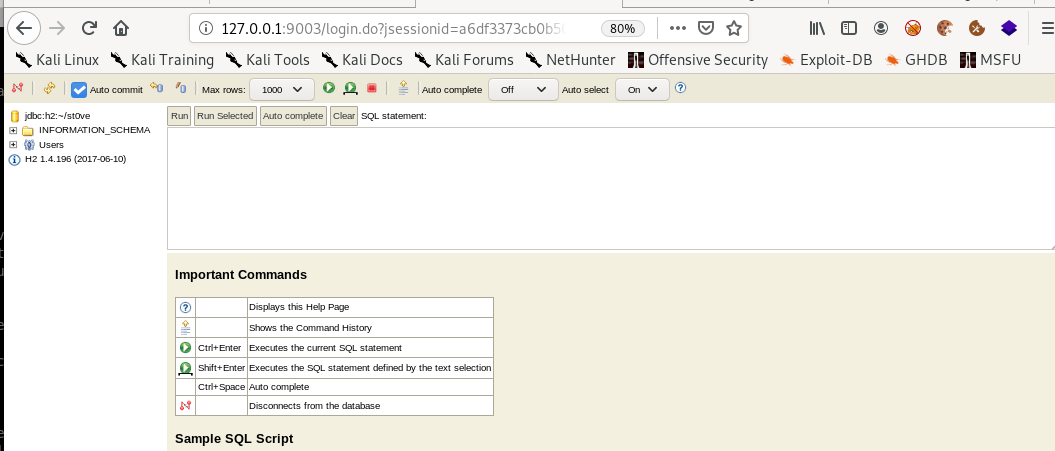 127.0.0.1:9003/login.do?jsessionid=a6df3373cb0b5 80%
Kali Linux Kali Training Kali Tools Kali Docs Kali Forums NetHunter Offensive Security Exploit-DB GHDB MSFU
Auto commit Max rows: 1000 Auto complete Off Auto select On
jdbc:h2:~/st0ve
INFORMATION_SCHEMA
Users
H2 1.4.196 (2017-06-10)
Run Run Selected Auto complete Clear SQL statement:
Important Commands
Displays this Help Page
Shows the Command History
Ctrl+Enter Executes the current SQL statement
Shift+Enter Executes the SQL statement defined by the text selection
Ctrl+Space Auto complete
Disconnects from the database
Sample SQL Script